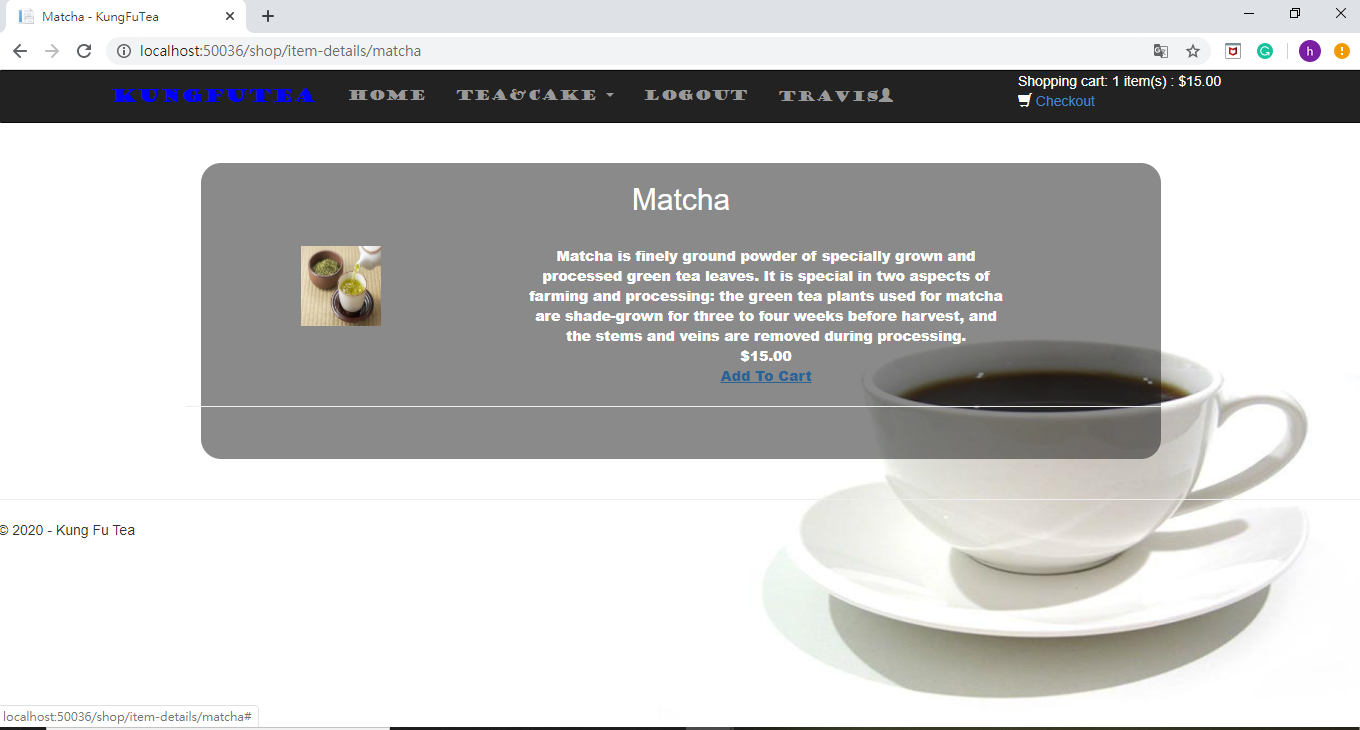 Matcha - KungFuTea
localhost:50036/shop/item-details/matcha
h
KUNGFUTEA HOME TEA&CAKE LOGOUT TRAVIS
Shopping cart: 1 item(s) : $15.00
Checkout
Matcha
Matcha is finely ground powder of specially grown and
processed green tea leaves. It is special in two aspects of
farming and processing: the green tea plants used for matcha
are shade-grown for three to four weeks before harvest, and
the stems and veins are removed during processing.
$15.00
Add To Cart
© 2020 - Kung Fu Tea
localhost:50036/shop/item-details/matcha#